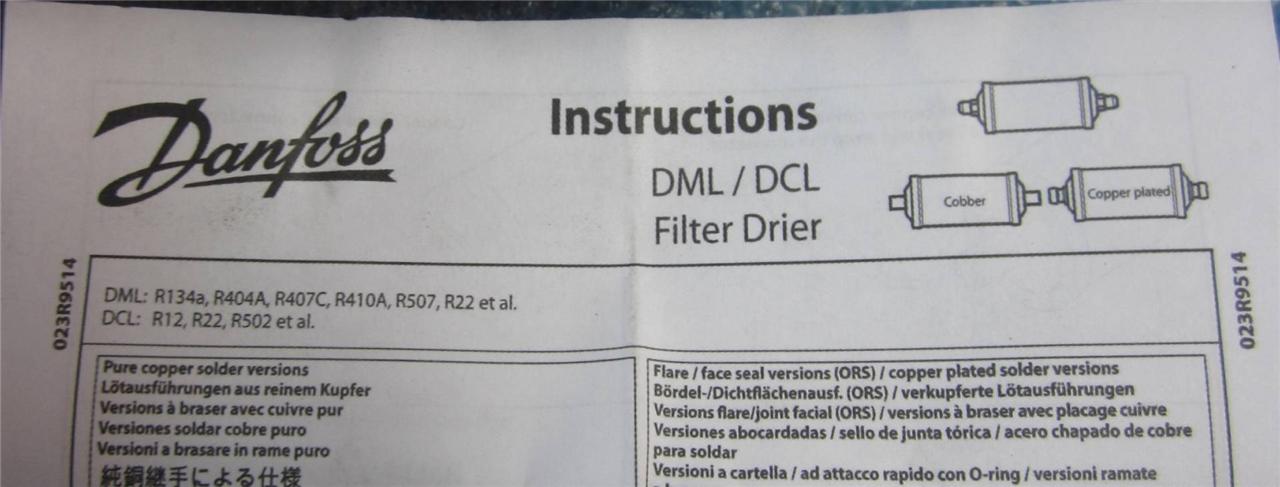 Danfoss
Instructions
DML / DCL
Filter Drier
Cobber
Copper plated
023R9514
023R9514
DML: R134a, R404A, R407C, R410A, R507, R22 et al.
DCL: R12, R22, R502 et al.
Pure copper solder versions
Lötausführungen aus reinem Kupfer
Versions à braser avec cuivre pur
Versiones soldar cobre puro
Versioni a brasare in rame puro
純銅継手による仕様
Flare / face seal versions (ORS) / copper plated solder versions
Bördel-/Dichtflächenausf. (ORS) / verkupferte Lötausführungen
Versions flare/joint facial (ORS) / versions à braser avec placage cuivre
Versiones abocardadas / sello de junta tórica / acero chapado de cobre
para soldar
Versioni a cartella / ad attacco rapido con O-ring / versioni ramate